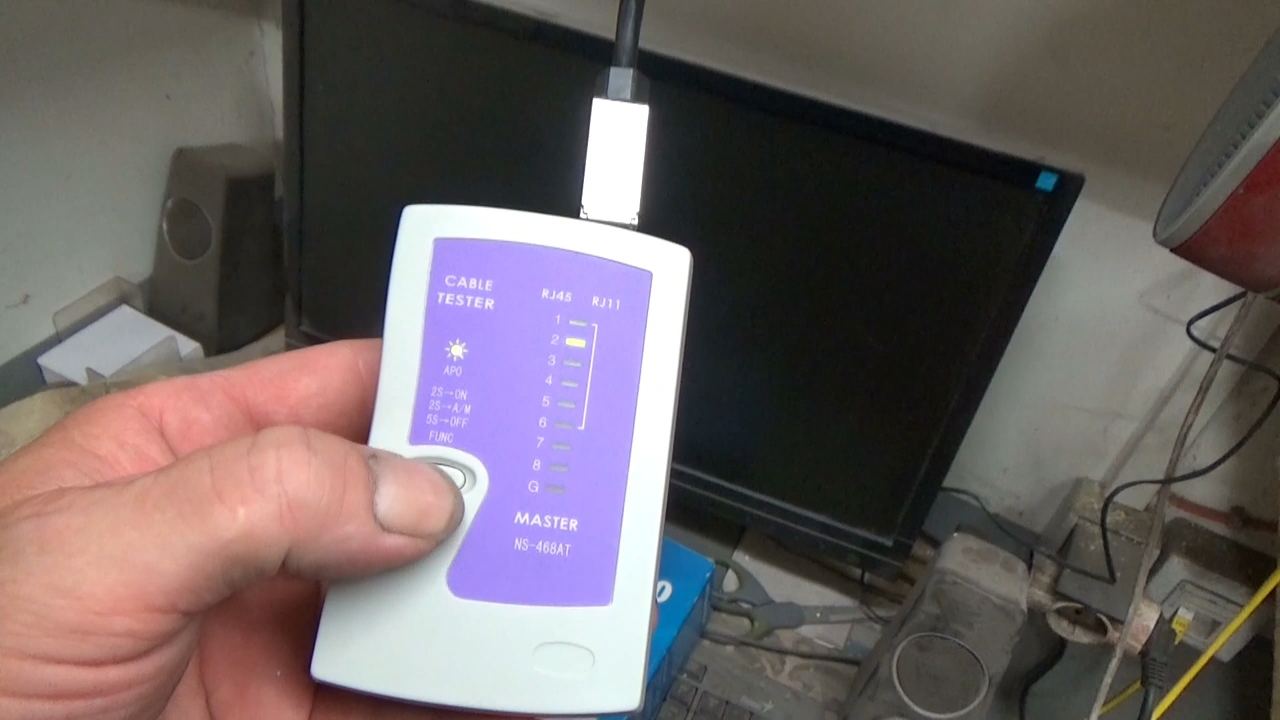 CABLE
TESTER
RJ45 RJ11
1
2
3
4
5
6
7
8
G
APO
2S→ON
2S→A/M
5S→OFF
FUNC
MASTER
NS-468AT
0